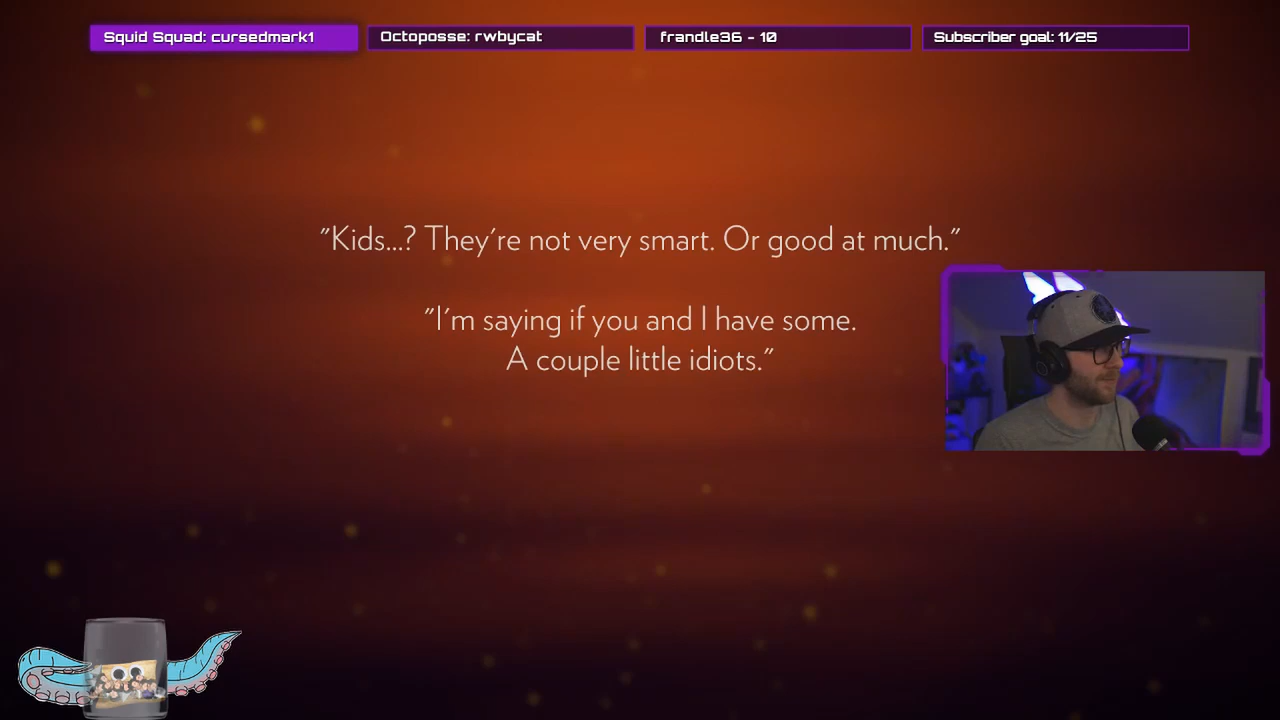 Squid Squad: cursedmark1
Octoposse: rwbycat
frandle36 - 10
Subscriber goal: 11/25
"Kids...? They're not very smart. Or good at much."
"I'm saying if you and I have some.
A couple little idiots."